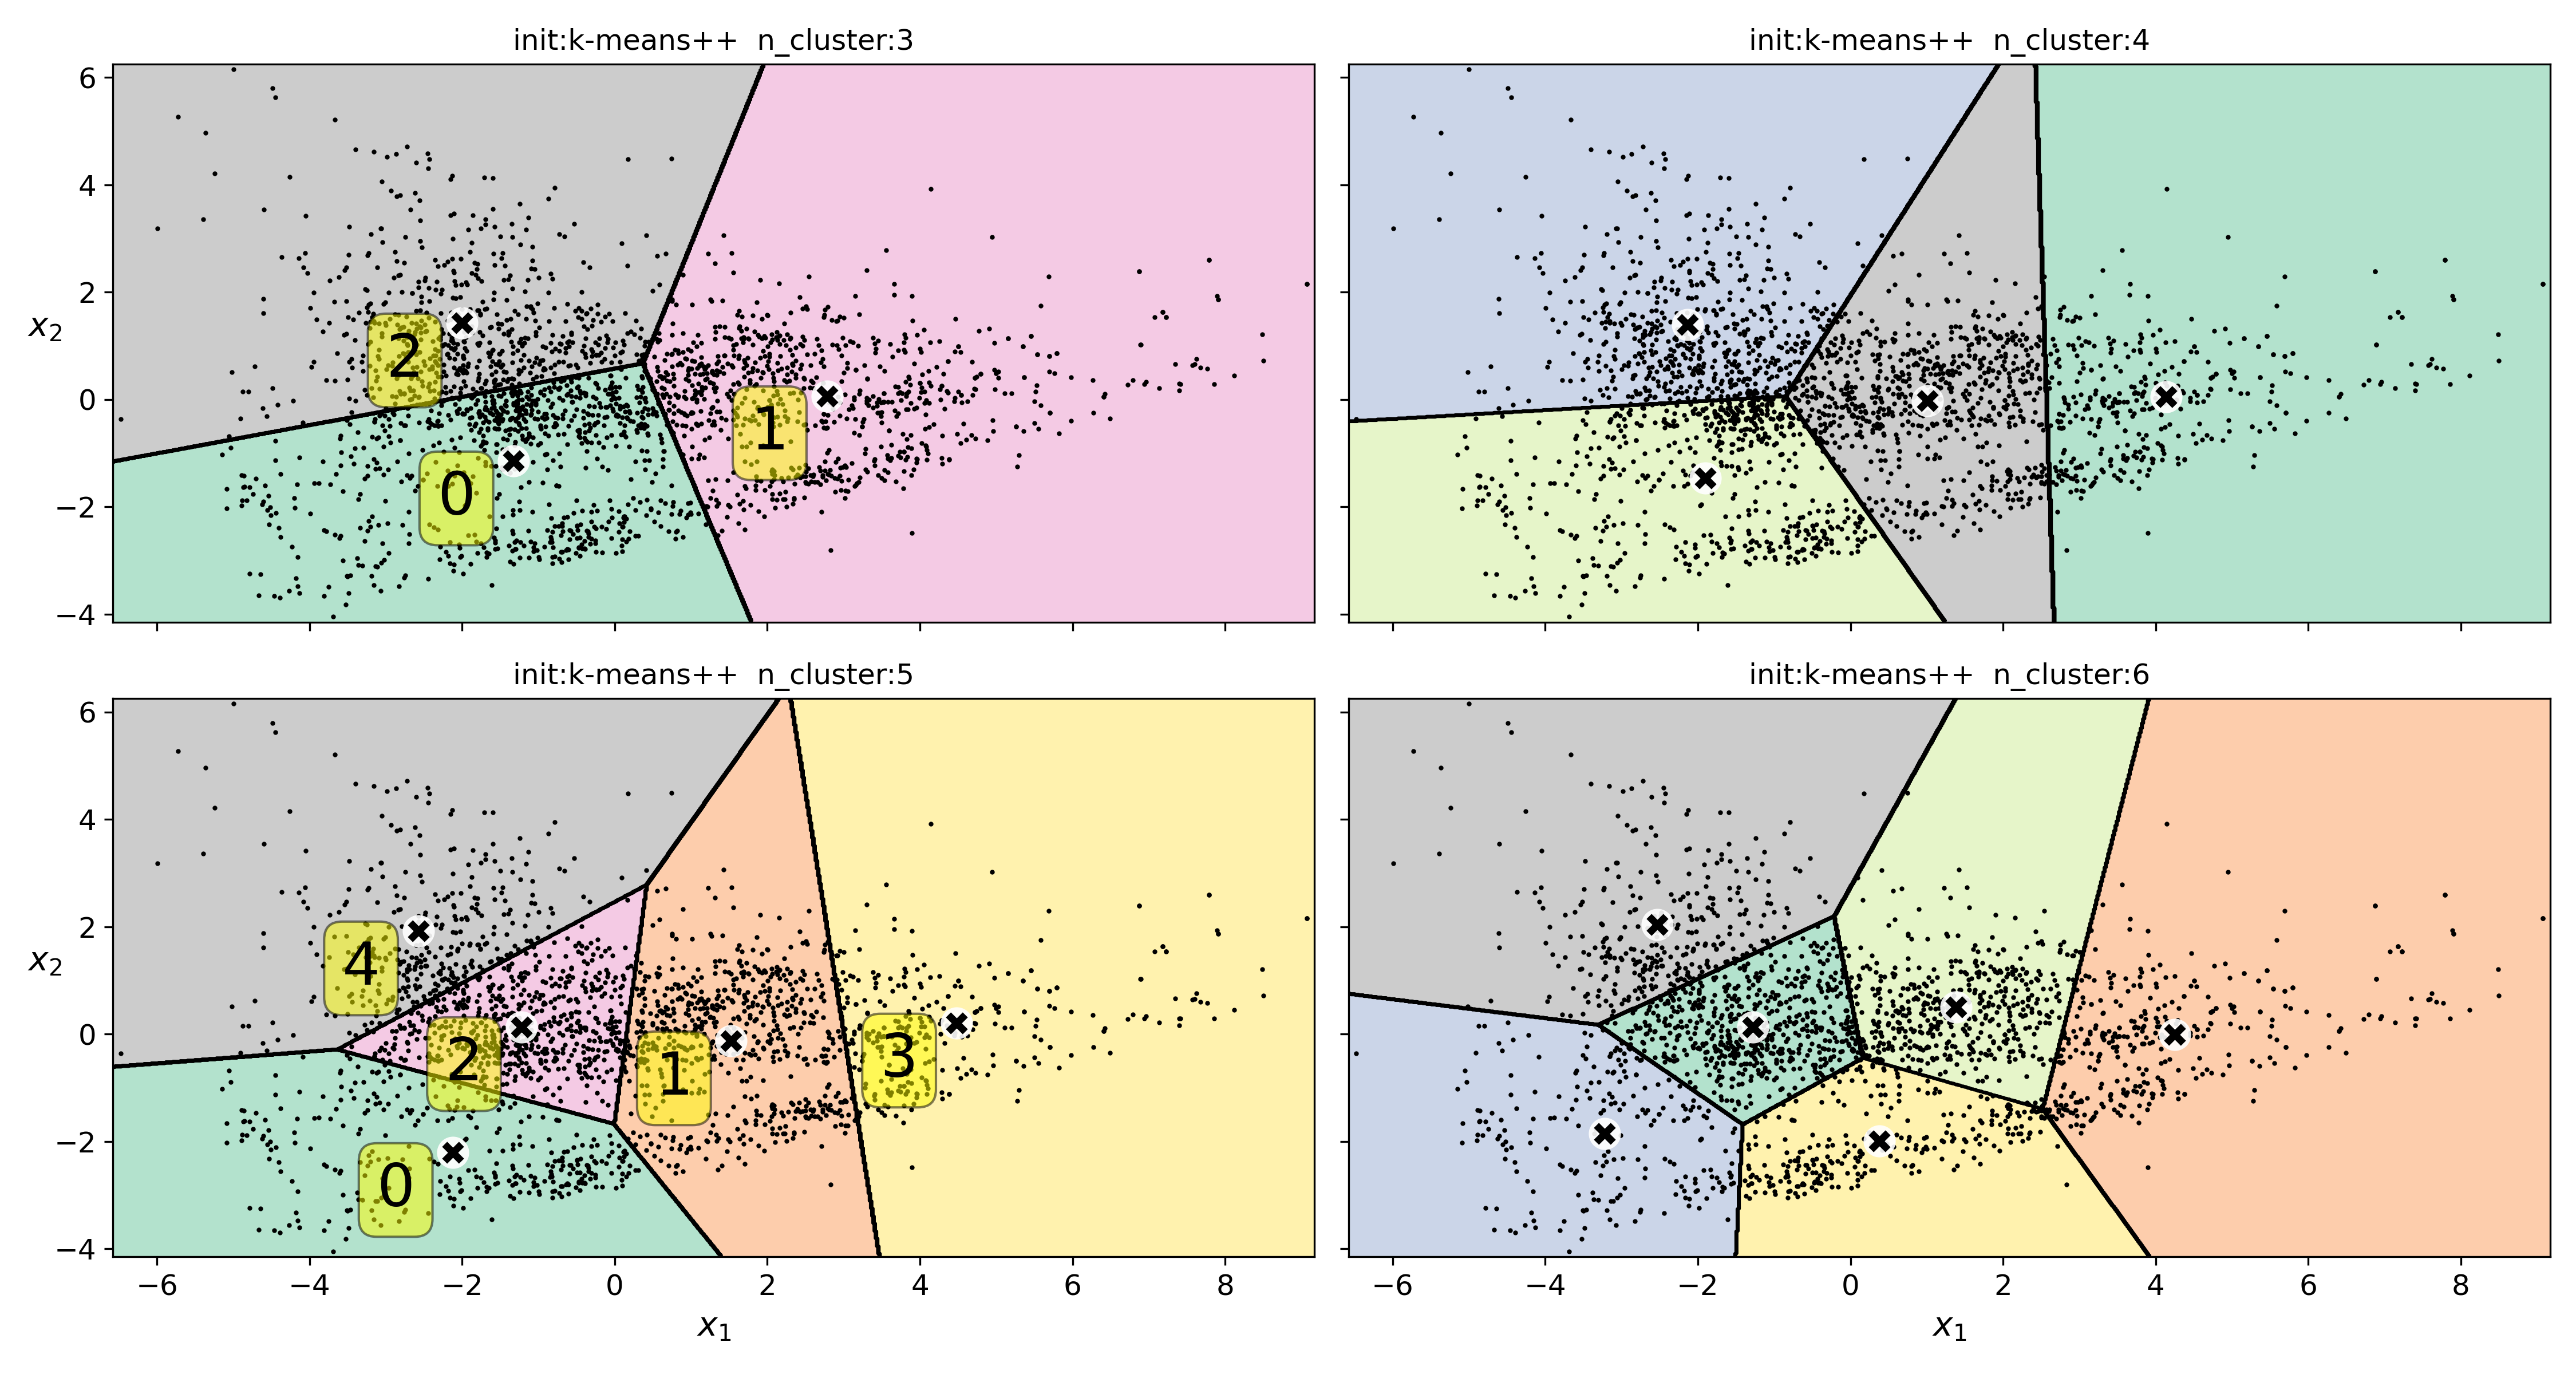 init:k-means++  n_cluster:3
init:k-means++  n_cluster:4
6
4
2
0
−2
−4
x₂
2
1
0
init:k-means++  n_cluster:5
init:k-means++  n_cluster:6
6
4
2
0
−2
−4
x₂
4
2
1
3
0
−6 −4 −2 0 2 4 6 8
−6 −4 −2 0 2 4 6 8
x₁
x₁